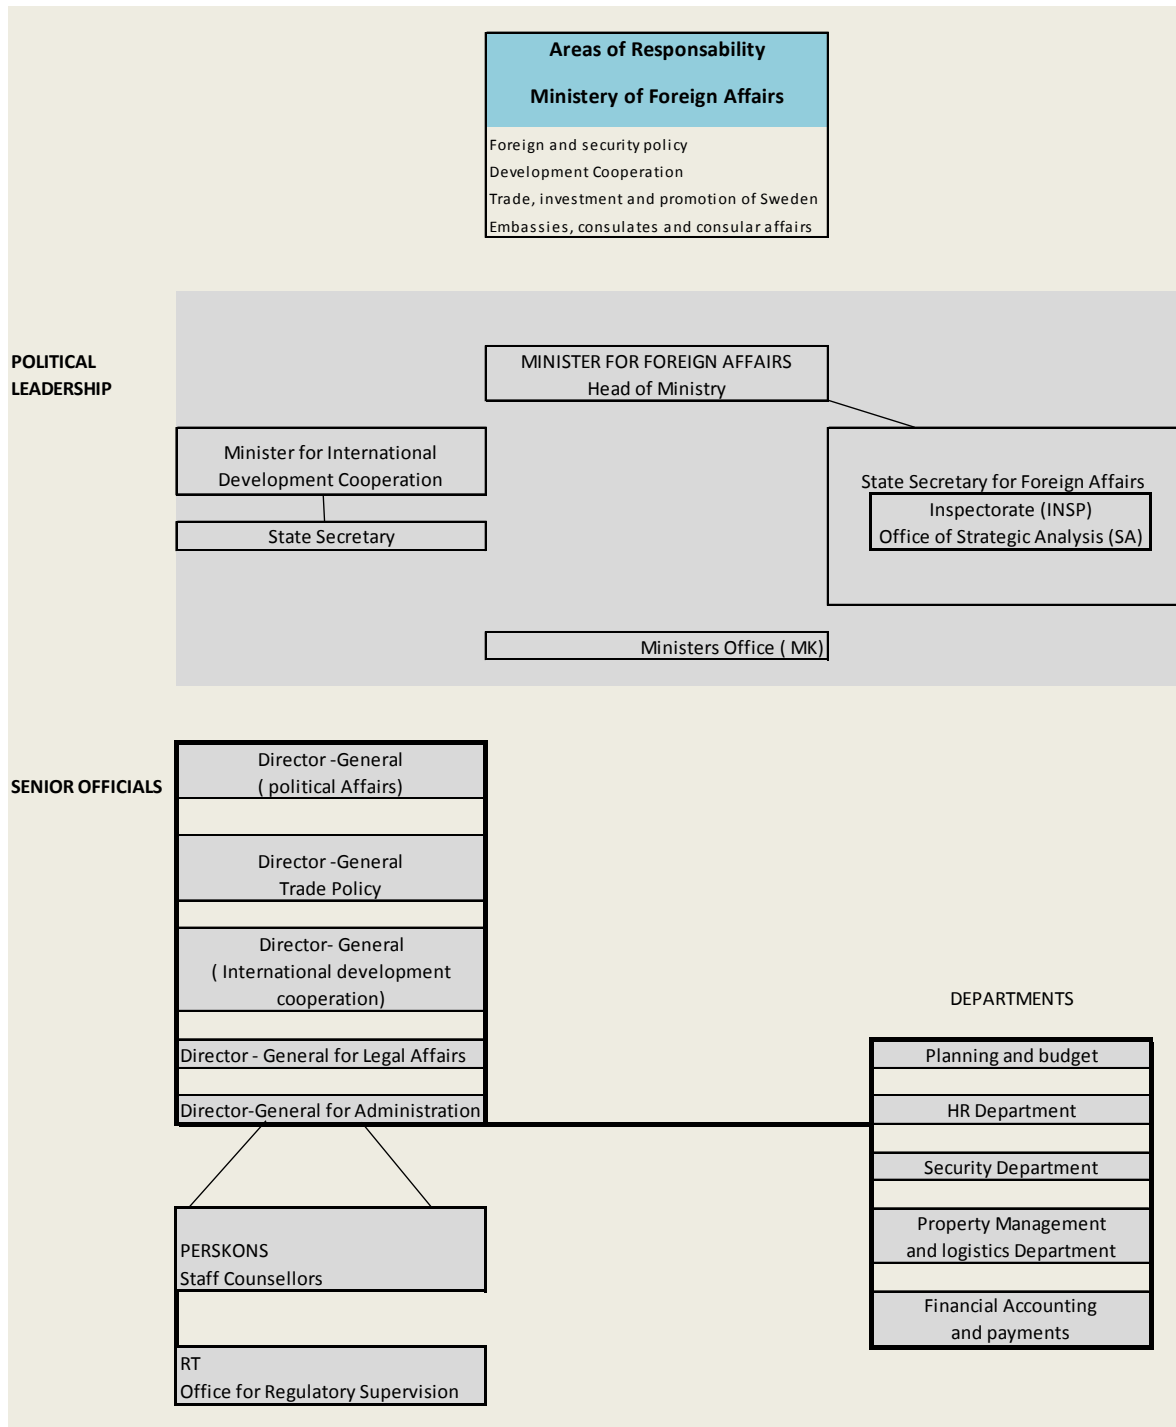 Areas of Responsability
Ministery of Foreign Affairs
Foreign and security policy
Development Cooperation
Trade, investment and promotion of Sweden
Embassies, consulates and consular affairs
POLITICAL
LEADERSHIP
MINISTER FOR FOREIGN AFFAIRS
Head of Ministry
Minister for International
Development Cooperation
State Secretary
State Secretary for Foreign Affairs
Inspectorate (INSP)
Office of Strategic Analysis (SA)
Ministers Office ( MK)
SENIOR OFFICIALS
Director -General
( political Affairs)
Director -General
Trade Policy
Director- General
( International development
cooperation)
Director - General for Legal Affairs
Director-General for Administration
DEPARTMENTS
Planning and budget
HR Department
Security Department
Property Management
and logistics Department
Financial Accounting
and payments
PERSKONS
Staff Counsellors
RT
Office for Regulatory Supervision